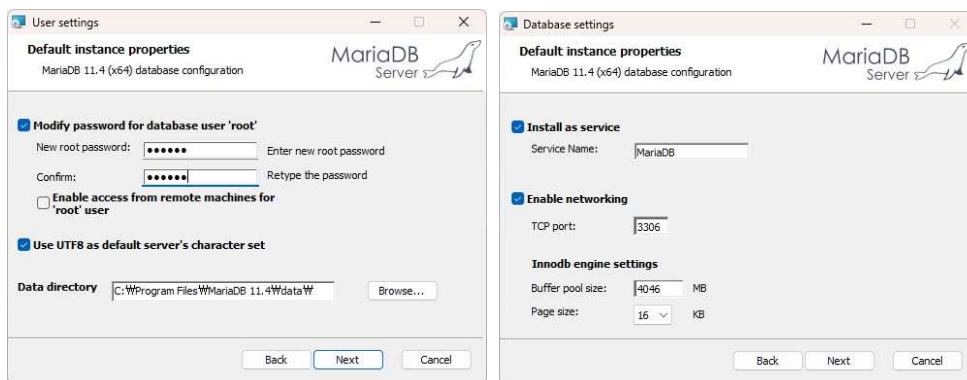 User settings
Default instance properties
MariaDB 11.4 (x64) database configuration
MariaDB
Server
Modify password for database user 'root'
New root password: ●●●●●● Enter new root password
Confirm: ●●●●●● Retype the password
Enable access from remote machines for
'root' user
Use UTF8 as default server's character set
Data directory C:₩Program Files₩MariaDB 11.4₩data₩ Browse...
Back Next Cancel
Database settings
Default instance properties
MariaDB 11.4 (x64) database configuration
MariaDB
Server
Install as service
Service Name: MariaDB
Enable networking
TCP port: 3306
Innodb engine settings
Buffer pool size: 4046 MB
Page size: 16 KB
Back Next Cancel